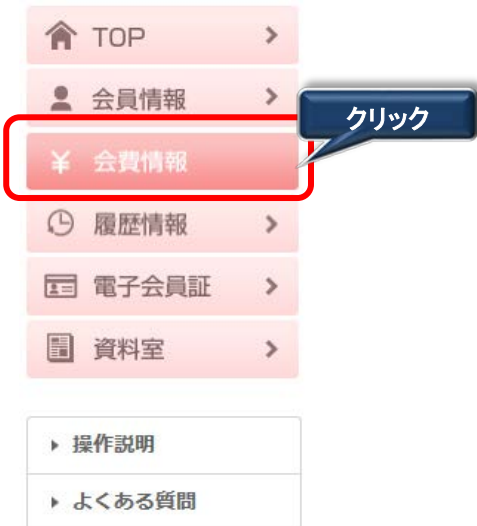 TOP
会員情報
クリック
¥ 会費情報
履歴情報
電子会員証
資料室
操作説明
よくある質問